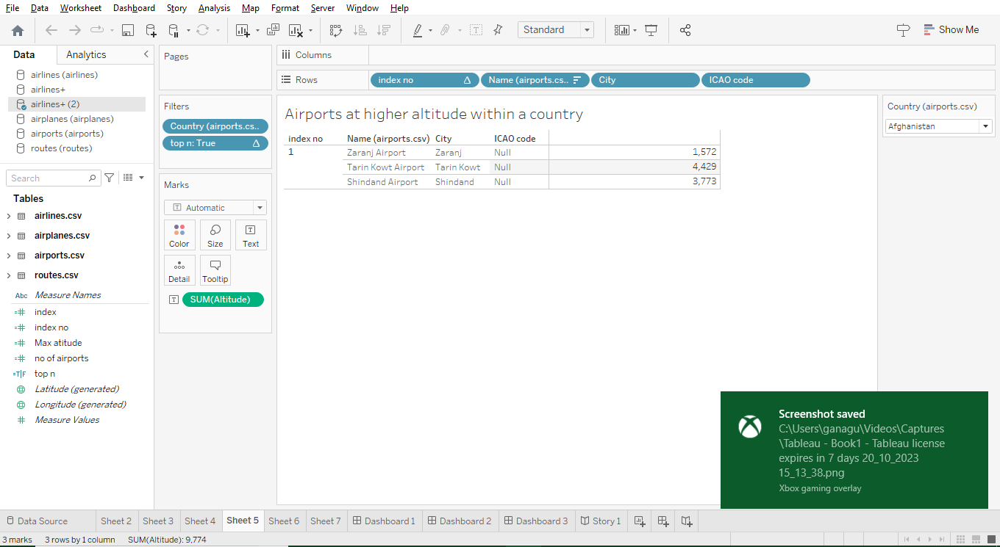 File Data Worksheet Dashboard Story Analysis Map Format Server Window Help
Standard
Show Me
Data Analytics
airlines (airlines)
airlines+
airlines+ (2)
airplanes (airplanes)
airports (airports)
routes (routes)
Search
Tables
airlines.csv
airplanes.csv
airports.csv
routes.csv
Abc Measure Names
index
index no
Max atitude
no of airports
=T|F top n
Latitude (generated)
Longitude (generated)
Measure Values
Pages
Filters
Country (airports.cs..
top n: True
Marks
T Automatic
Color Size Text
Detail Tooltip
T SUM(Altitude)
Columns
Rows index no Name (airports.cs.. City ICAO code
Airports at higher altitude within a country
index no Name (airports.csv) City ICAO code
1 Zaranj Airport Zaranj Null 1,572
Tarin Kowt Airport Tarin Kowt Null 4,429
Shindand Airport Shindand Null 3,773
Country (airports.csv)
Afghanistan
Screenshot saved
C:\Users\ganagu\Videos\Captures
\Tableau - Book1 - Tableau license
expires in 7 days 20_10_2023
15_13_38.png
Xbox gaming overlay
Data Source Sheet 2 Sheet 3 Sheet 4 Sheet 5 Sheet 6 Sheet 7 Dashboard 1 Dashboard 2 Dashboard 3 Story 1
3 marks 3 rows by 1 column SUM(Altitude): 9,774